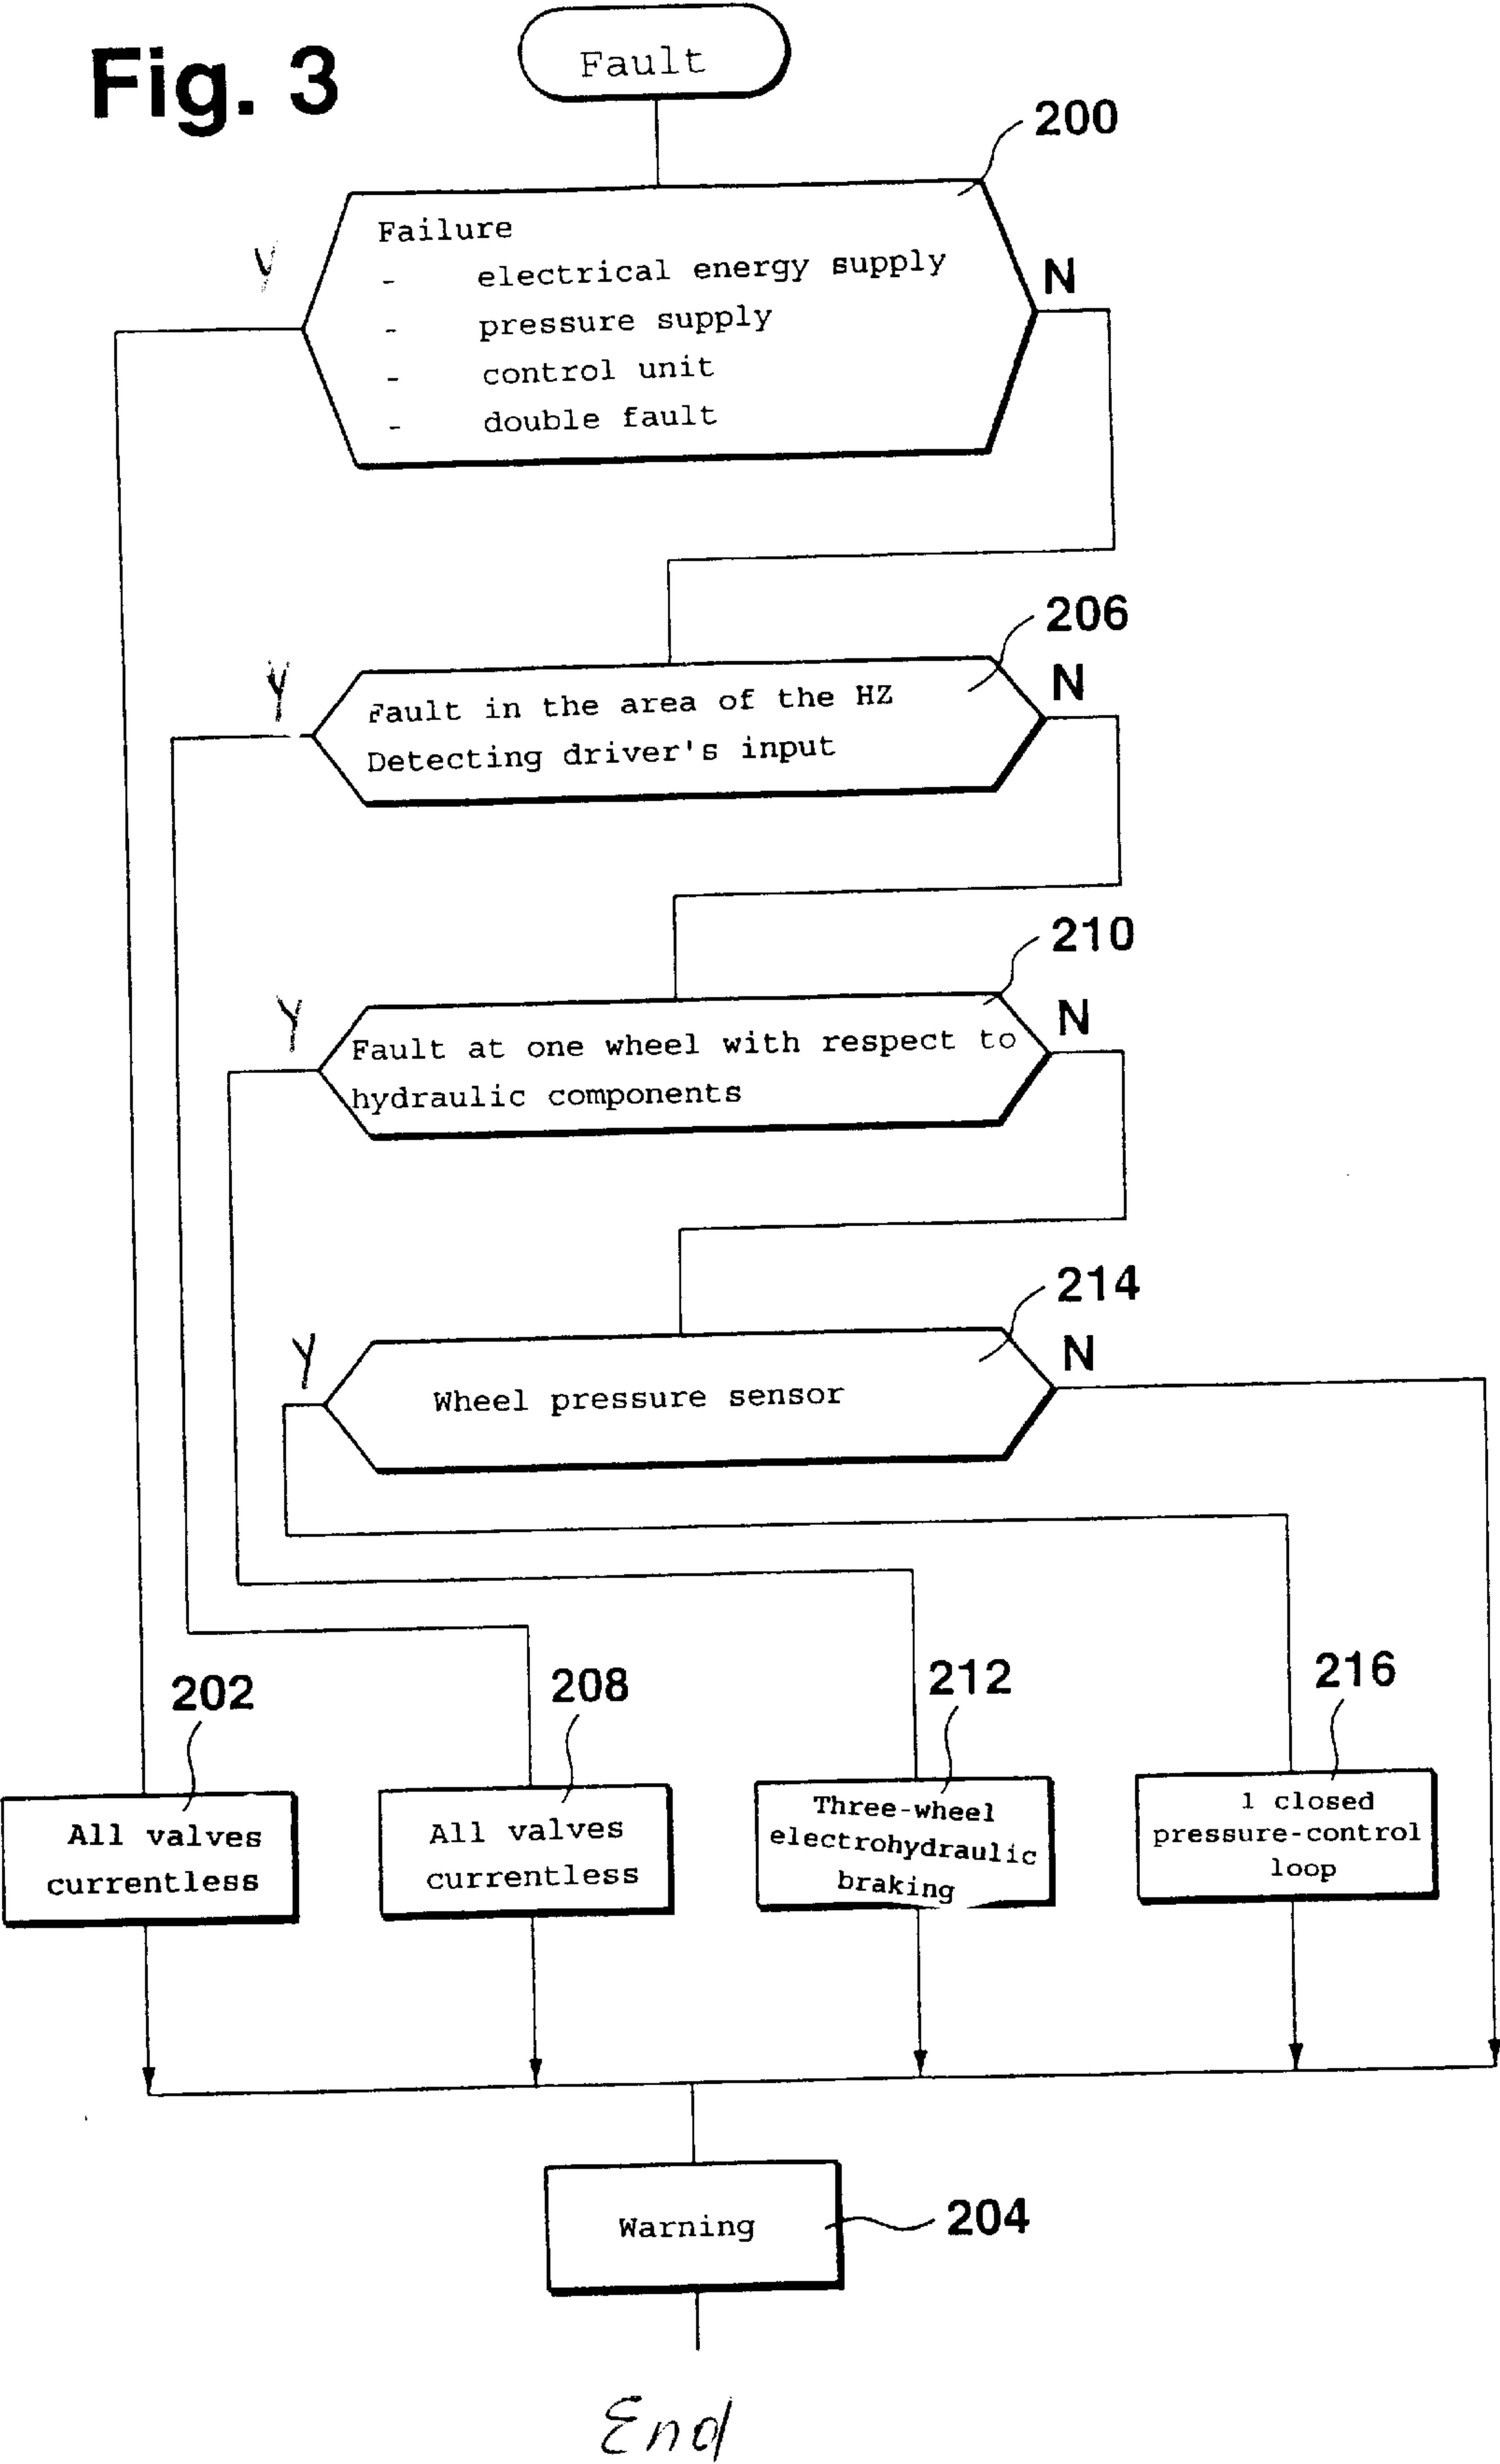 Fig. 3
Fault
200
Failure
- electrical energy supply
- pressure supply
- control unit
- double fault
N
206
Y
N
Fault in the area of the HZ
Detecting driver's input
210
Y
N
Fault at one wheel with respect to
hydraulic components
214
Y
N
Wheel pressure sensor
202
208
212
216
All valves
currentless
All valves
currentless
Three-wheel
electrohydraulic
braking
1 closed
pressure-control
loop
Warning
204
End